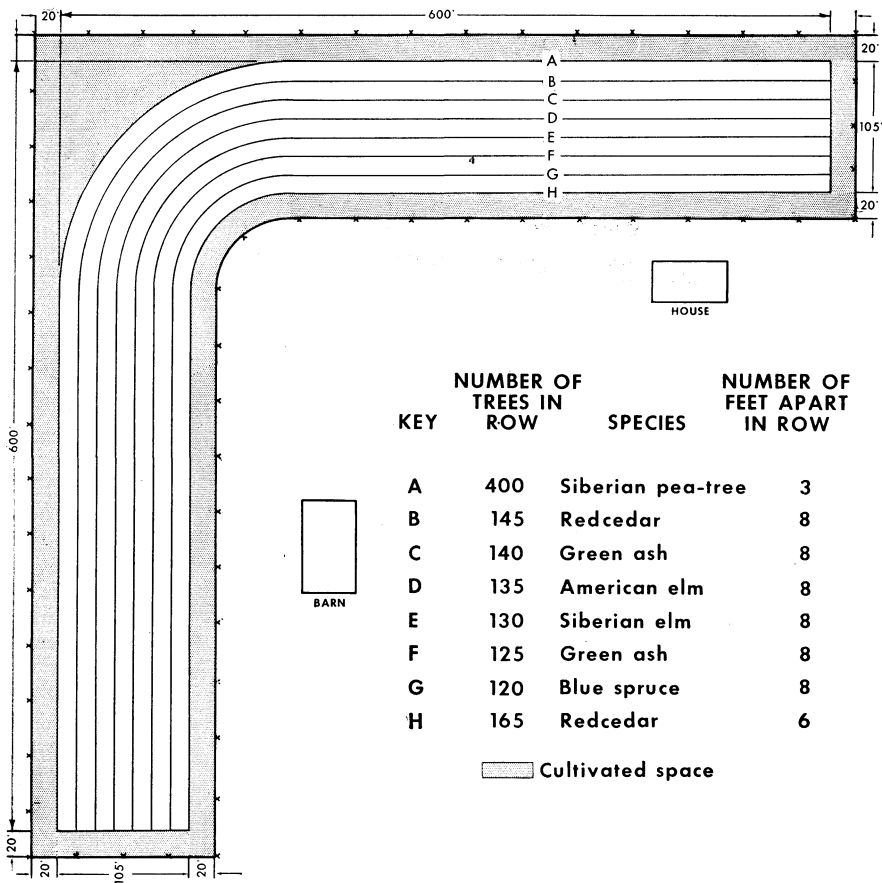 20'
600'
20'
105'
20'
A
B
C
D
E
F
G
H
4
HOUSE
600'
BARN
NUMBER OF TREES IN ROW
NUMBER OF FEET APART IN ROW
KEY
SPECIES
A 400 Siberian pea-tree 3
B 145 Redcedar 8
C 140 Green ash 8
D 135 American elm 8
E 130 Siberian elm 8
F 125 Green ash 8
G 120 Blue spruce 8
H 165 Redcedar 6
Cultivated space
20'
20'
105'
20'